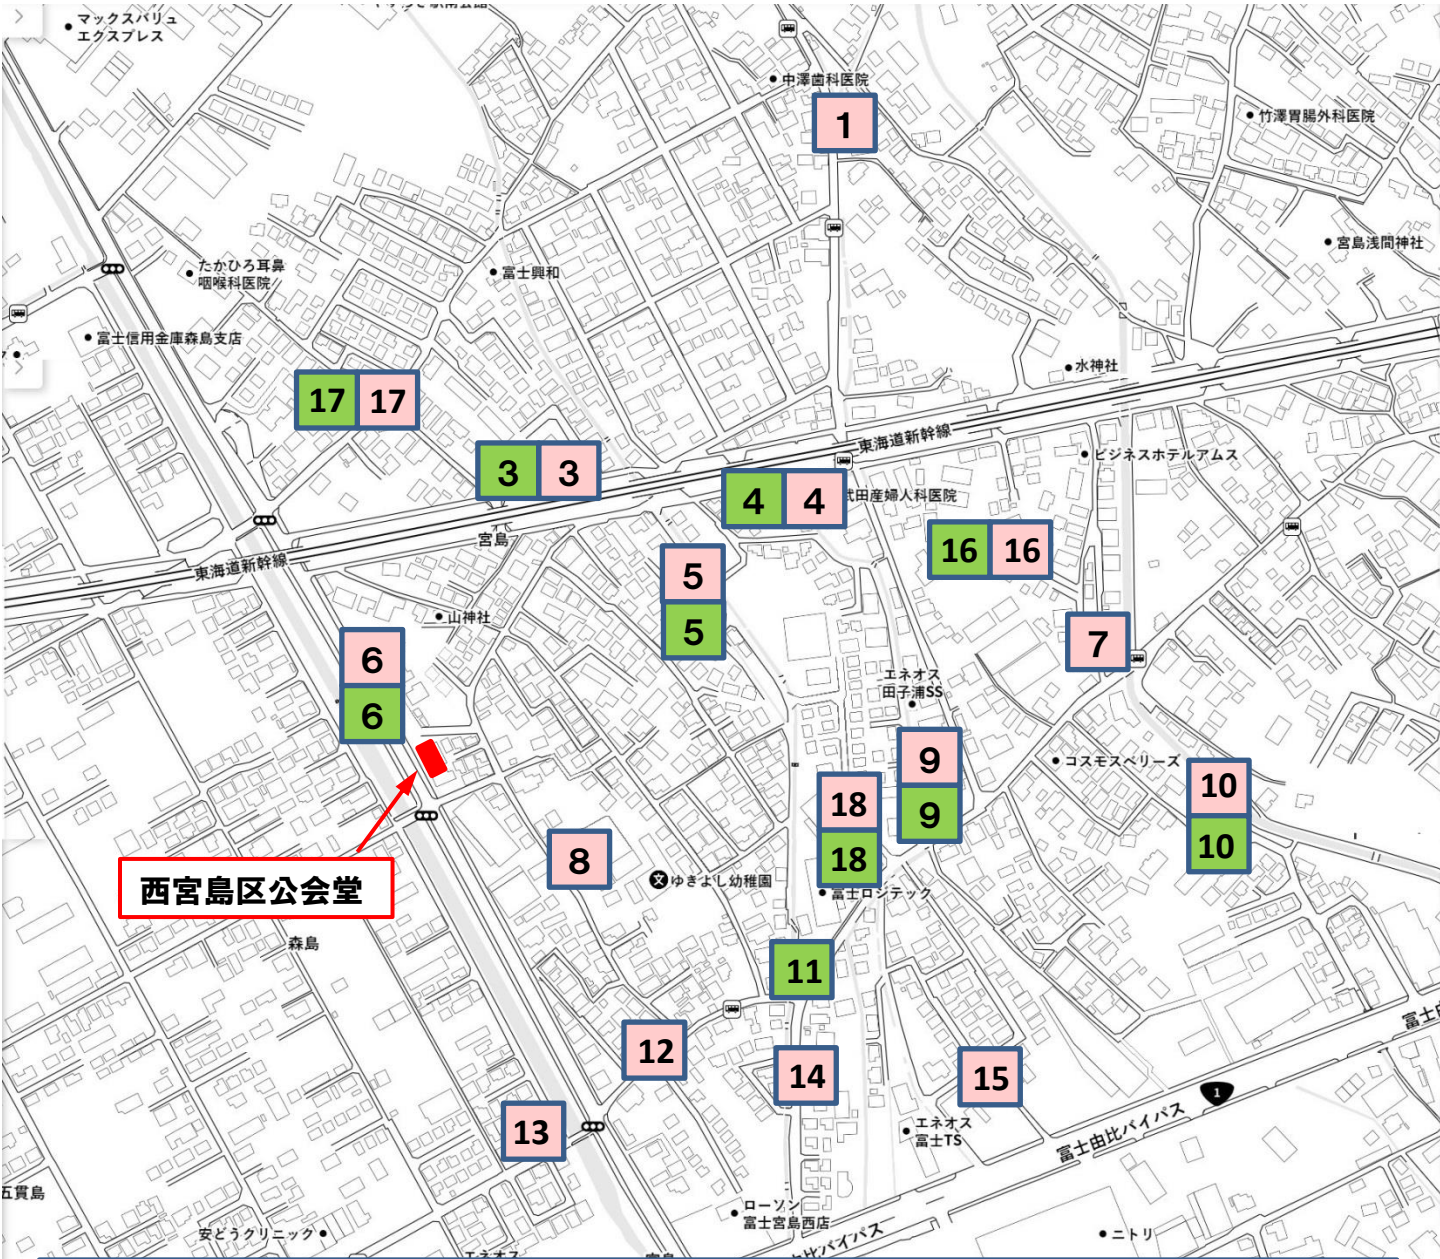 マックスバリュ
エクスプレス
中澤歯科医院
1
竹澤胃腸外科医院
宮島浅間神社
たかひろ耳鼻
咽喉科医院
富士興和
富士信用金庫森島支店
水神社
17 17
東海道新幹線
3 3
ビジネスホテルアムス
4 4
武田産婦人科医院
宮島
16 16
東海道新幹線
5
5
山神社
6
6
7
エネオス
田子浦SS
9
9
コスモスベリーズ
10
10
18
18
8
文
ゆきよし幼稚園
富士ロジテック
西宮島区公会堂
森島
11
12
14
15
13
1
富士由比バイパス
エネオス
富士TS
五貫島
ローソン
富士宮島西店
安どうクリニック
ニトリ